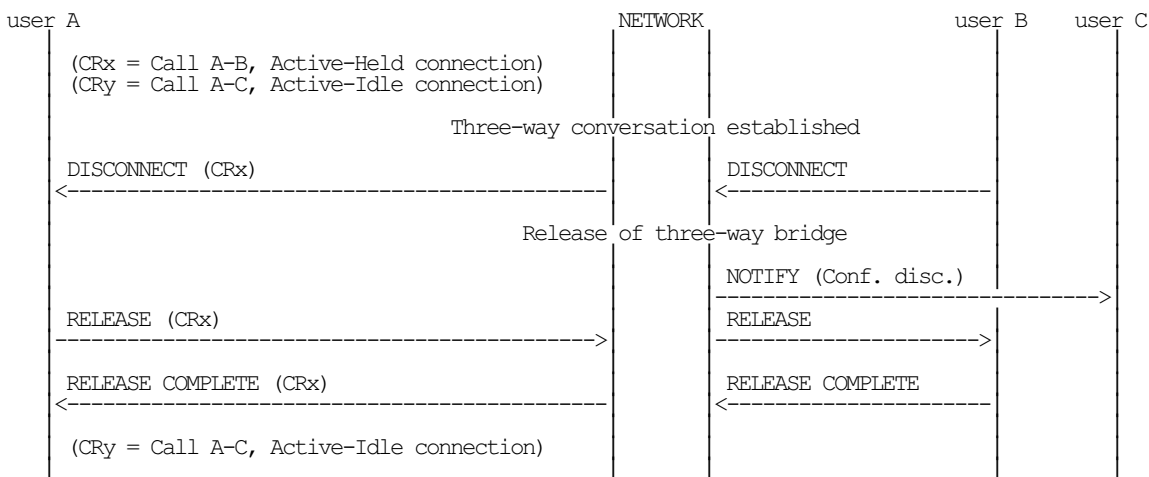 user A NETWORK user B user C
(CRx = Call A-B, Active-Held connection)
(CRy = Call A-C, Active-Idle connection)
Three-way conversation established
DISCONNECT (CRx) DISCONNECT
Release of three-way bridge
NOTIFY (Conf. disc.)
RELEASE (CRx) RELEASE
RELEASE COMPLETE (CRx) RELEASE COMPLETE
(CRy = Call A-C, Active-Idle connection)